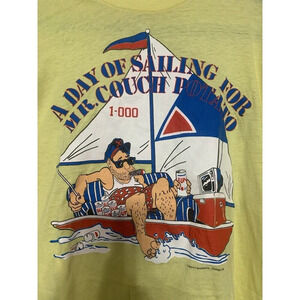 A DAY OF SAILING FOR
MR. COUCH POTATO
1-000